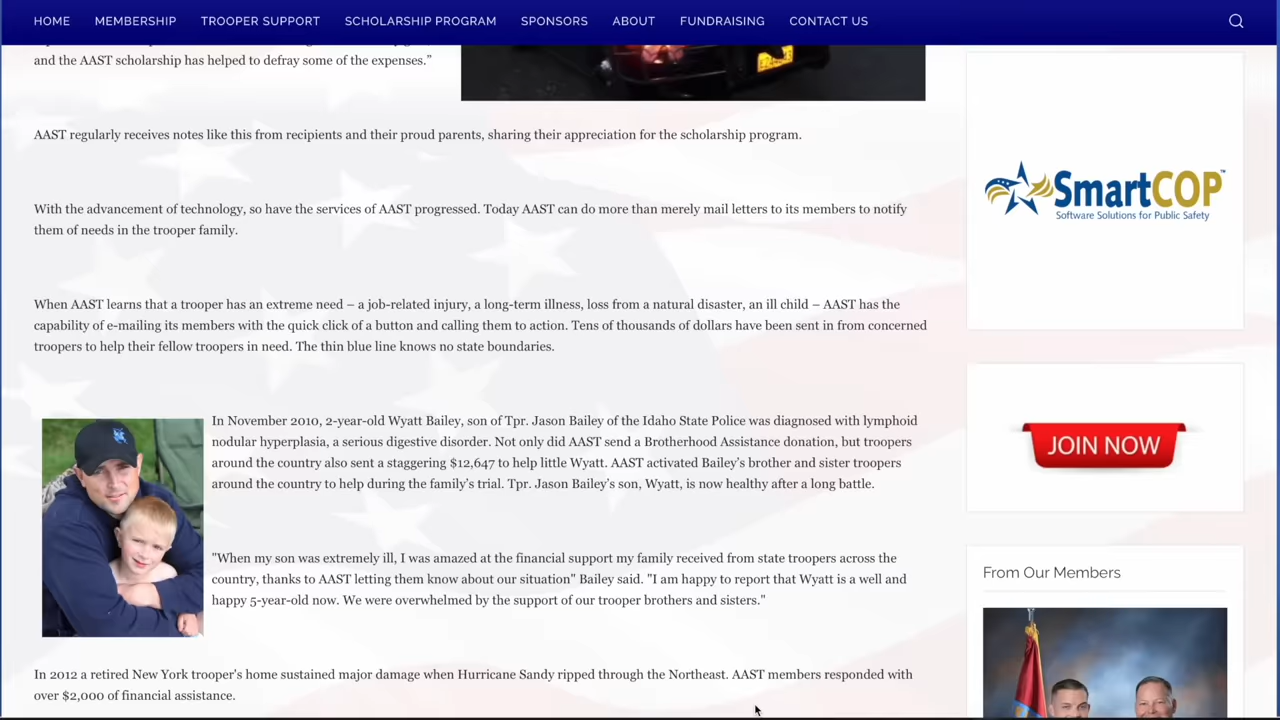 HOME MEMBERSHIP TROOPER SUPPORT SCHOLARSHIP PROGRAM SPONSORS ABOUT FUNDRAISING CONTACT US
and the AAST scholarship has helped to defray some of the expenses.”
AAST regularly receives notes like this from recipients and their proud parents, sharing their appreciation for the scholarship program.
With the advancement of technology, so have the services of AAST progressed. Today AAST can do more than merely mail letters to its members to notify
them of needs in the trooper family.
When AAST learns that a trooper has an extreme need – a job-related injury, a long-term illness, loss from a natural disaster, an ill child – AAST has the
capability of e-mailing its members with the quick click of a button and calling them to action. Tens of thousands of dollars have been sent in from concerned
troopers to help their fellow troopers in need. The thin blue line knows no state boundaries.
In November 2010, 2-year-old Wyatt Bailey, son of Tpr. Jason Bailey of the Idaho State Police was diagnosed with lymphoid
nodular hyperplasia, a serious digestive disorder. Not only did AAST send a Brotherhood Assistance donation, but troopers
around the country also sent a staggering $12,647 to help little Wyatt. AAST activated Bailey's brother and sister troopers
around the country to help during the family's trial. Tpr. Jason Bailey's son, Wyatt, is now healthy after a long battle.
"When my son was extremely ill, I was amazed at the financial support my family received from state troopers across the
country, thanks to AAST letting them know about our situation" Bailey said. "I am happy to report that Wyatt is a well and
happy 5-year-old now. We were overwhelmed by the support of our trooper brothers and sisters."
In 2012 a retired New York trooper's home sustained major damage when Hurricane Sandy ripped through the Northeast. AAST members responded with
over $2,000 of financial assistance.
SmartCOP™
Software Solutions for Public Safety
JOIN NOW
From Our Members